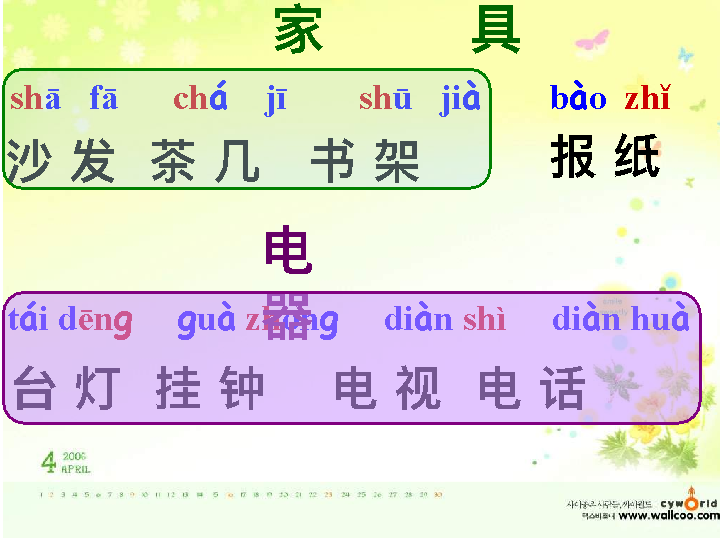 家 具
shā fā chá jī shū jià bào zhǐ
沙 发 茶 几 书 架 报 纸
电
器
tái dēng guà zhōng diàn shì diàn huà
台 灯 挂 钟 电 视 电 话
4 2006
APRIL
1 2 3 4 5 6 7 8 9 10 11 12 13 14 15 16 17 18 19 20 21 22 23 24 25 26 27 28 29 30
cyworld
www.wallcoo.com